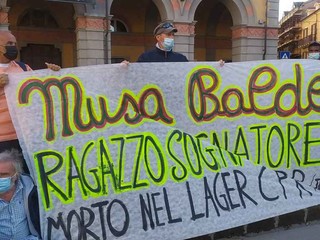 Musa Balde
RAGAZZO SOGNATORE
MORTO NEL LAGER CPR